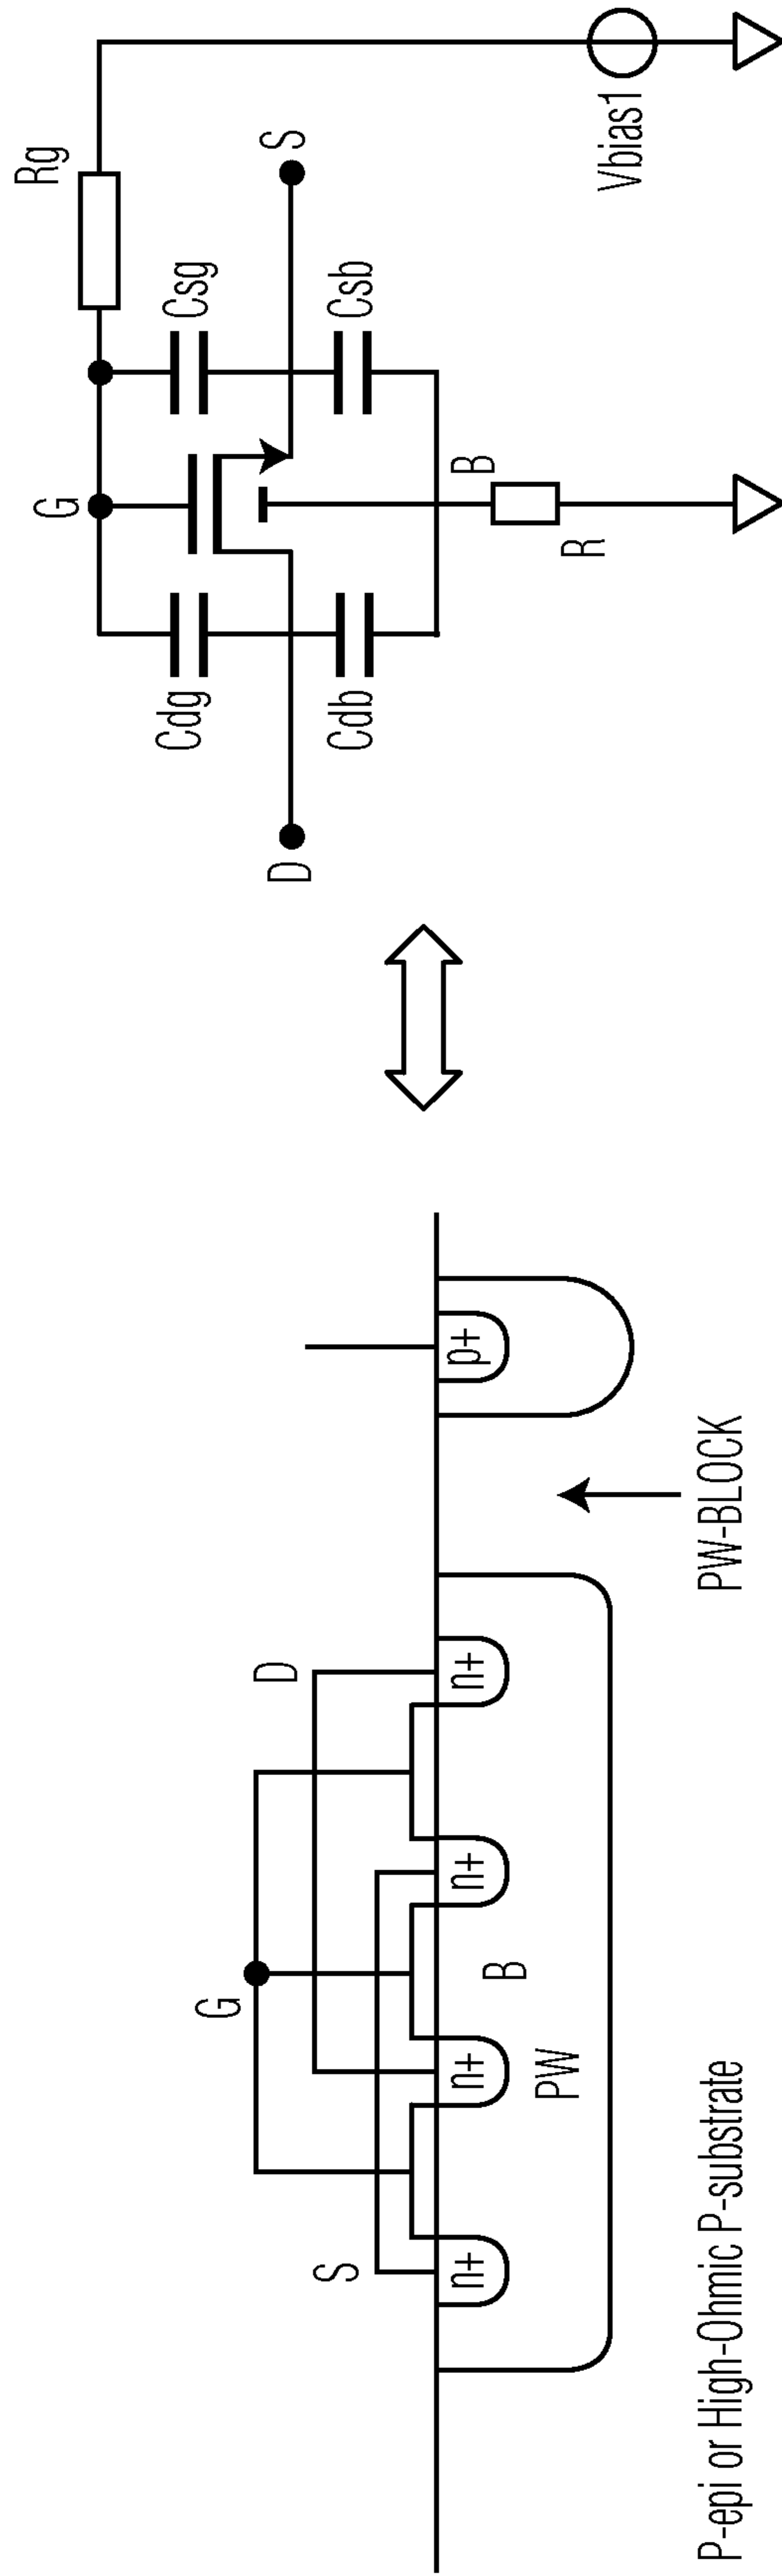 G
S
D
n+
n+
n+
n+
p+
B
PW
P-epi or High-Ohmic P-substrate
PW-BLOCK
Rg
G
Cdg
Csg
D
S
Cdb
Csb
B
R
Vbias1